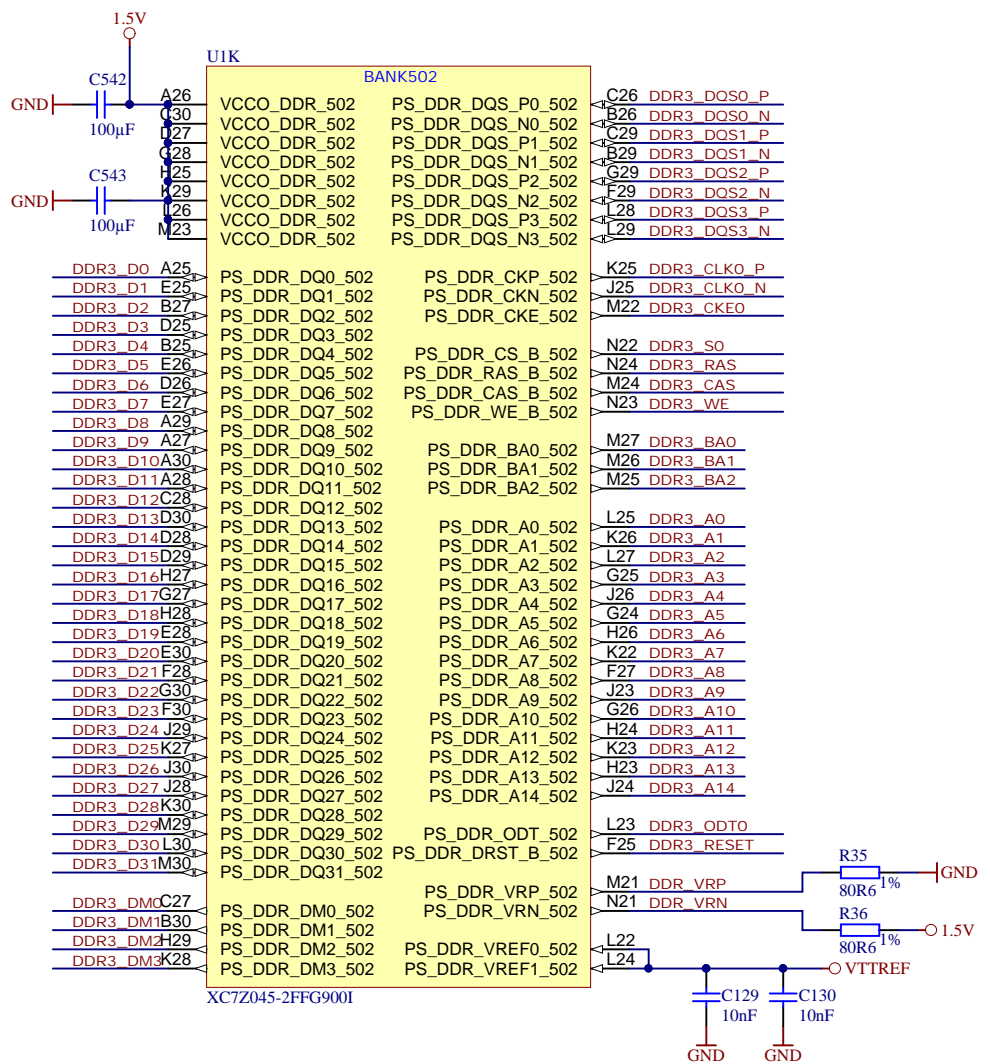 1.5V
U1K
BANK502
C542
100µF
GND
C543
100µF
GND
A26 VCCO_DDR_502
C30 VCCO_DDR_502
D27 VCCO_DDR_502
G28 VCCO_DDR_502
H25 VCCO_DDR_502
K29 VCCO_DDR_502
L26 VCCO_DDR_502
M23 VCCO_DDR_502
DDR3_D0 A25 PS_DDR_DQ0_502
DDR3_D1 E25 PS_DDR_DQ1_502
DDR3_D2 B27 PS_DDR_DQ2_502
DDR3_D3 D25 PS_DDR_DQ3_502
DDR3_D4 B25 PS_DDR_DQ4_502
DDR3_D5 E26 PS_DDR_DQ5_502
DDR3_D6 D26 PS_DDR_DQ6_502
DDR3_D7 E27 PS_DDR_DQ7_502
DDR3_D8 A29 PS_DDR_DQ8_502
DDR3_D9 A27 PS_DDR_DQ9_502
DDR3_D10 A30 PS_DDR_DQ10_502
DDR3_D11 A28 PS_DDR_DQ11_502
DDR3_D12 C28 PS_DDR_DQ12_502
DDR3_D13 D30 PS_DDR_DQ13_502
DDR3_D14 D28 PS_DDR_DQ14_502
DDR3_D15 D29 PS_DDR_DQ15_502
DDR3_D16 H27 PS_DDR_DQ16_502
DDR3_D17 G27 PS_DDR_DQ17_502
DDR3_D18 H28 PS_DDR_DQ18_502
DDR3_D19 E28 PS_DDR_DQ19_502
DDR3_D20 E30 PS_DDR_DQ20_502
DDR3_D21 F28 PS_DDR_DQ21_502
DDR3_D22 G30 PS_DDR_DQ22_502
DDR3_D23 F30 PS_DDR_DQ23_502
DDR3_D24 J29 PS_DDR_DQ24_502
DDR3_D25 K27 PS_DDR_DQ25_502
DDR3_D26 J30 PS_DDR_DQ26_502
DDR3_D27 J28 PS_DDR_DQ27_502
DDR3_D28 K30 PS_DDR_DQ28_502
DDR3_D29 M29 PS_DDR_DQ29_502
DDR3_D30 L30 PS_DDR_DQ30_502
DDR3_D31 M30 PS_DDR_DQ31_502
DDR3_DM0 C27 PS_DDR_DM0_502
DDR3_DM1 B30 PS_DDR_DM1_502
DDR3_DM2 H29 PS_DDR_DM2_502
DDR3_DM3 K28 PS_DDR_DM3_502
PS_DDR_DQS_P0_502 C26 DDR3_DQS0_P
PS_DDR_DQS_N0_502 B26 DDR3_DQS0_N
PS_DDR_DQS_P1_502 C29 DDR3_DQS1_P
PS_DDR_DQS_N1_502 B29 DDR3_DQS1_N
PS_DDR_DQS_P2_502 G29 DDR3_DQS2_P
PS_DDR_DQS_N2_502 F29 DDR3_DQS2_N
PS_DDR_DQS_P3_502 L28 DDR3_DQS3_P
PS_DDR_DQS_N3_502 L29 DDR3_DQS3_N
PS_DDR_CKP_502 K25 DDR3_CLK0_P
PS_DDR_CKN_502 J25 DDR3_CLK0_N
PS_DDR_CKE_502 M22 DDR3_CKE0
PS_DDR_CS_B_502 N22 DDR3_S0
PS_DDR_RAS_B_502 N24 DDR3_RAS
PS_DDR_CAS_B_502 M24 DDR3_CAS
PS_DDR_WE_B_502 N23 DDR3_WE
PS_DDR_BA0_502 M27 DDR3_BA0
PS_DDR_BA1_502 M26 DDR3_BA1
PS_DDR_BA2_502 M25 DDR3_BA2
PS_DDR_A0_502 L25 DDR3_A0
PS_DDR_A1_502 K26 DDR3_A1
PS_DDR_A2_502 L27 DDR3_A2
PS_DDR_A3_502 G25 DDR3_A3
PS_DDR_A4_502 J26 DDR3_A4
PS_DDR_A5_502 G24 DDR3_A5
PS_DDR_A6_502 H26 DDR3_A6
PS_DDR_A7_502 K22 DDR3_A7
PS_DDR_A8_502 F27 DDR3_A8
PS_DDR_A9_502 J23 DDR3_A9
PS_DDR_A10_502 G26 DDR3_A10
PS_DDR_A11_502 H24 DDR3_A11
PS_DDR_A12_502 K23 DDR3_A12
PS_DDR_A13_502 H23 DDR3_A13
PS_DDR_A14_502 J24 DDR3_A14
PS_DDR_ODT_502 L23 DDR3_ODT0
PS_DDR_DRST_B_502 F25 DDR3_RESET
PS_DDR_VRP_502 M21 DDR_VRP
PS_DDR_VRN_502 N21 DDR_VRN
PS_DDR_VREF0_502 L22
PS_DDR_VREF1_502 L24
R35
80R6 1%
GND
R36
80R6 1%
1.5V
VTTREF
C129
10nF
GND
C130
10nF
GND
XC7Z045-2FFG900I